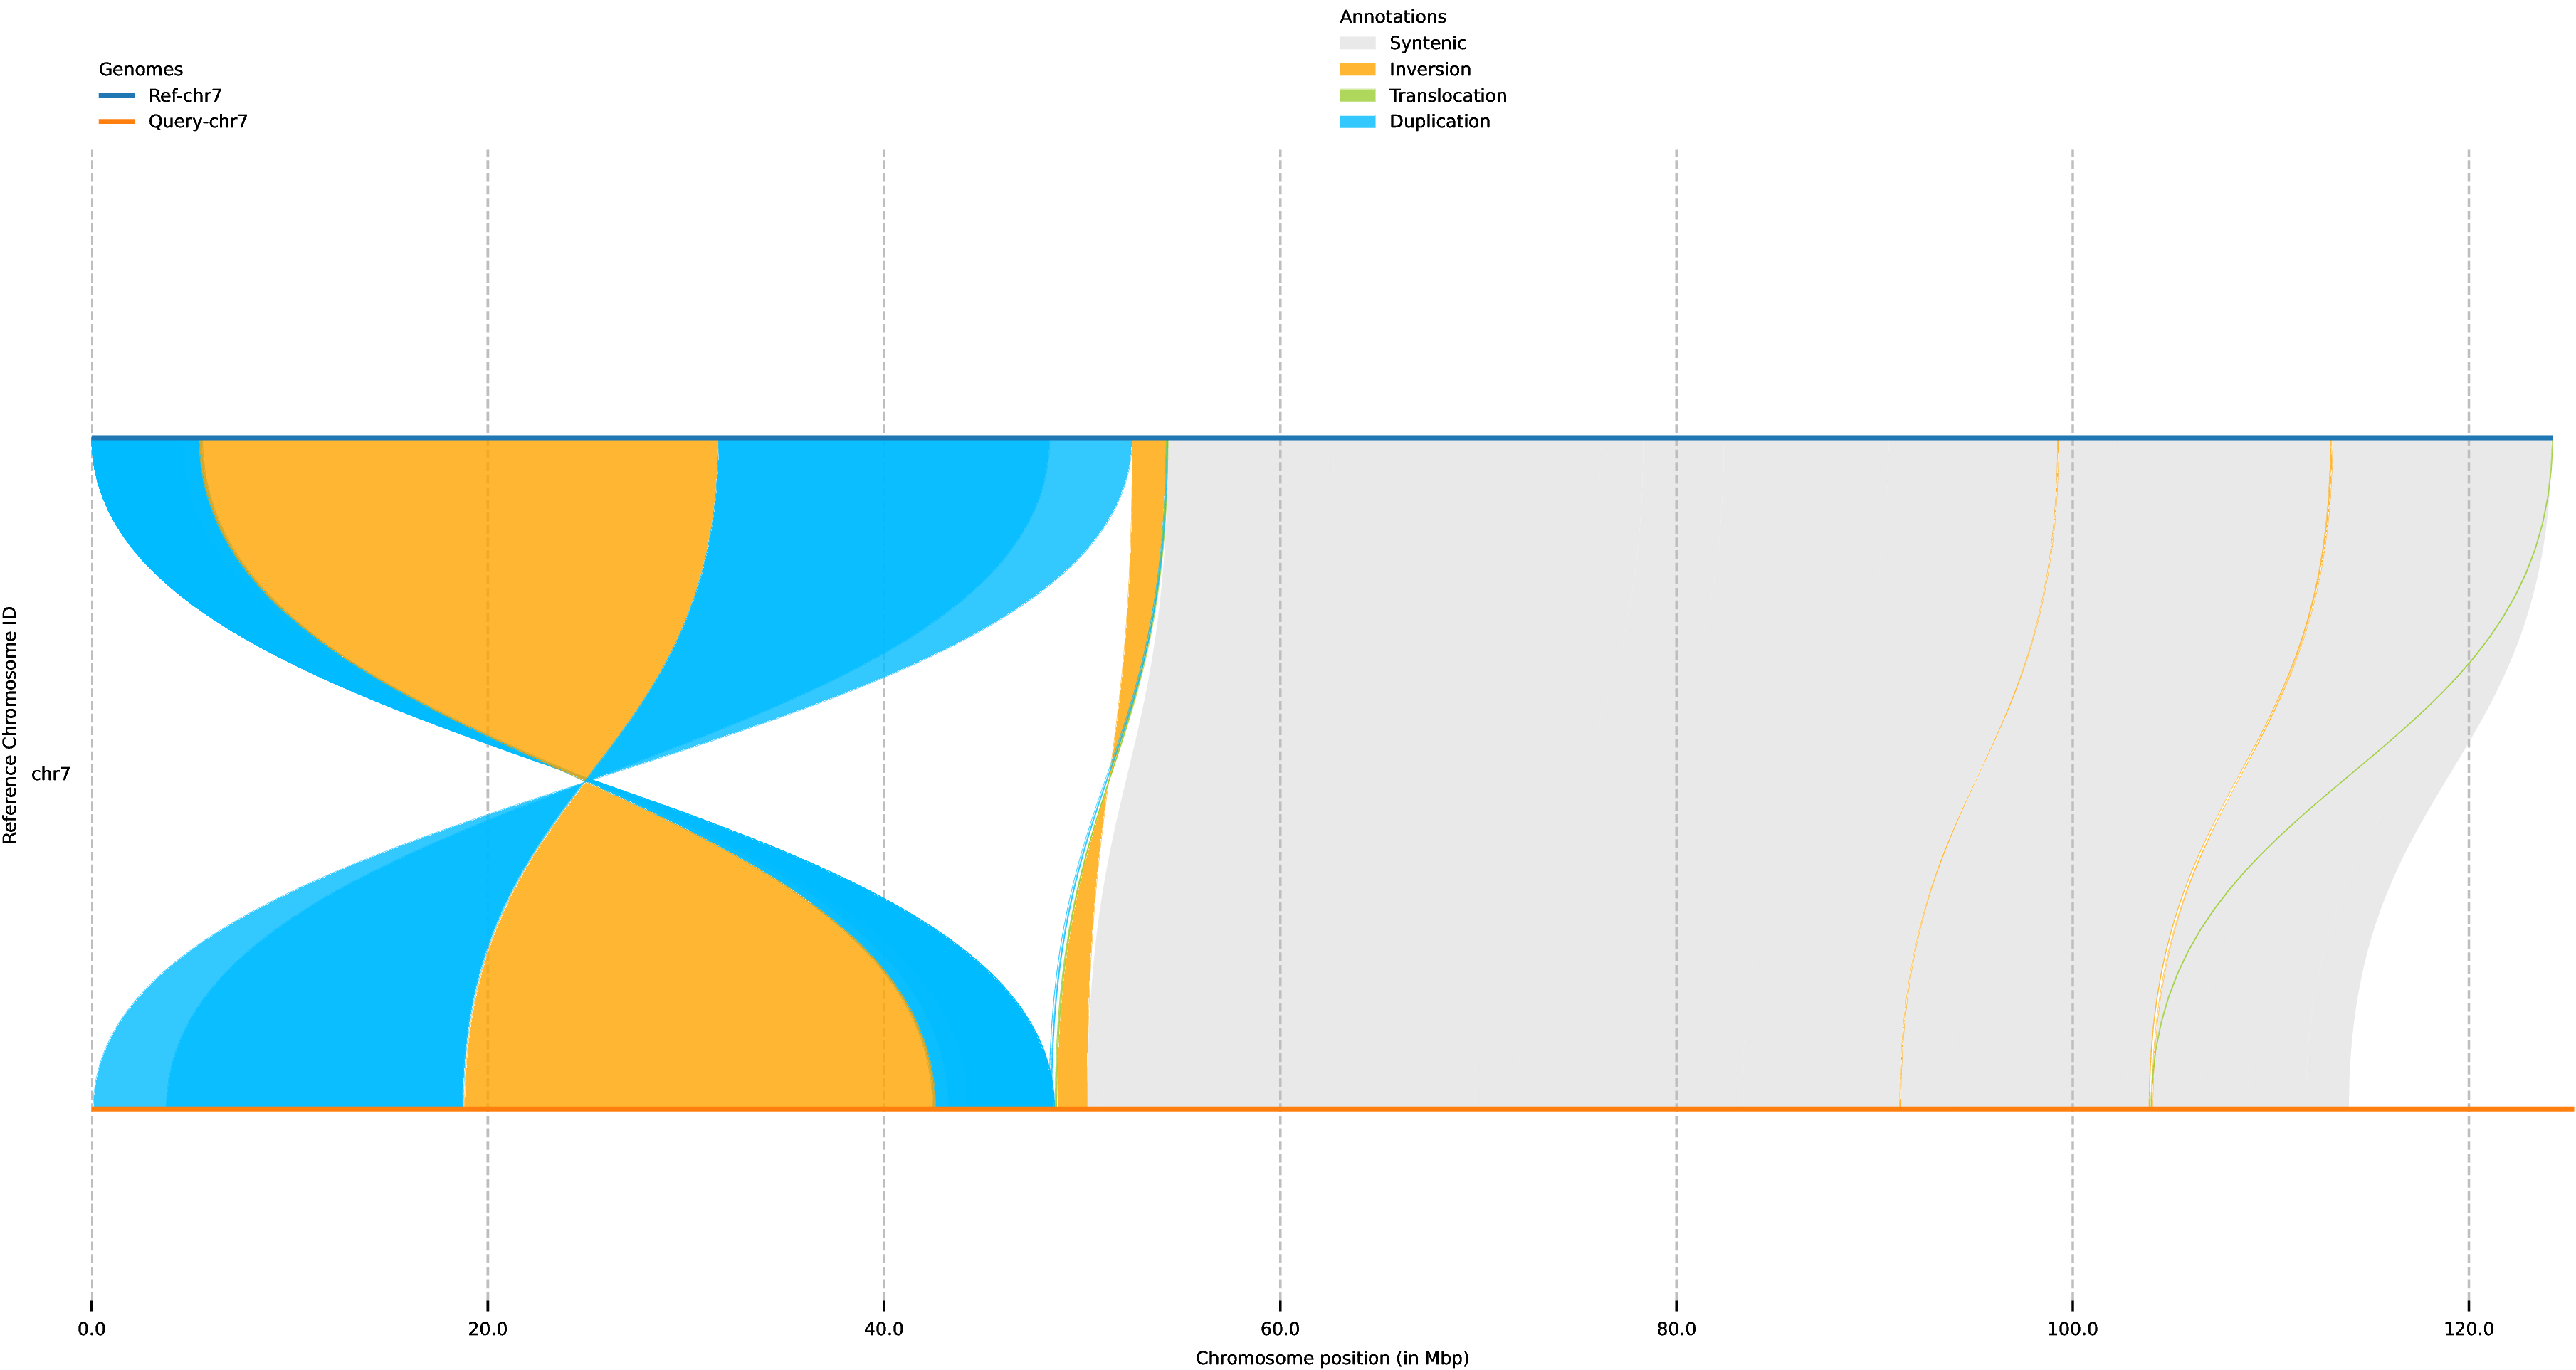 Genomes
Ref-chr7
Query-chr7
Annotations
Syntenic
Inversion
Translocation
Duplication
Reference Chromosome ID
chr7
0.0 20.0 40.0 60.0 80.0 100.0 120.0
Chromosome position (in Mbp)